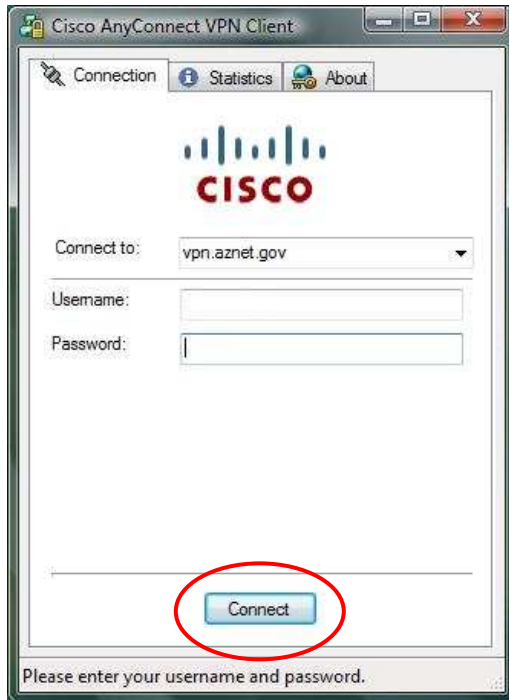 Cisco AnyConnect VPN Client
Connection Statistics About
CISCO
Connect to: vpn.aznet.gov
Username:
Password:
Connect
Please enter your username and password.